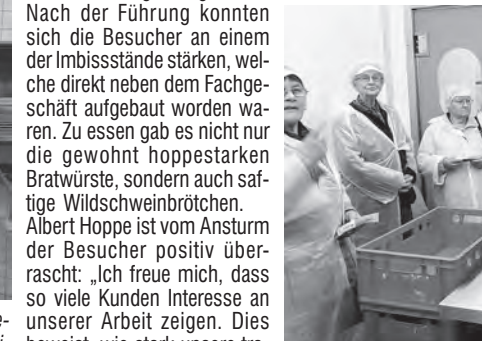 Nach der Führung konnten
sich die Besucher an einem
der Imbissstände stärken, wel-
che direkt neben dem Fachge-
schäft aufgebaut worden wa-
ren. Zu essen gab es nicht nur
die gewohnt hoppestarken
Bratwürste, sondern auch saf-
tige Wildschweinbrötchen.
Albert Hoppe ist vom Ansturm
der Besucher positiv über-
rascht: „Ich freue mich, dass
so viele Kunden Interesse an
unserer Arbeit zeigen. Dies